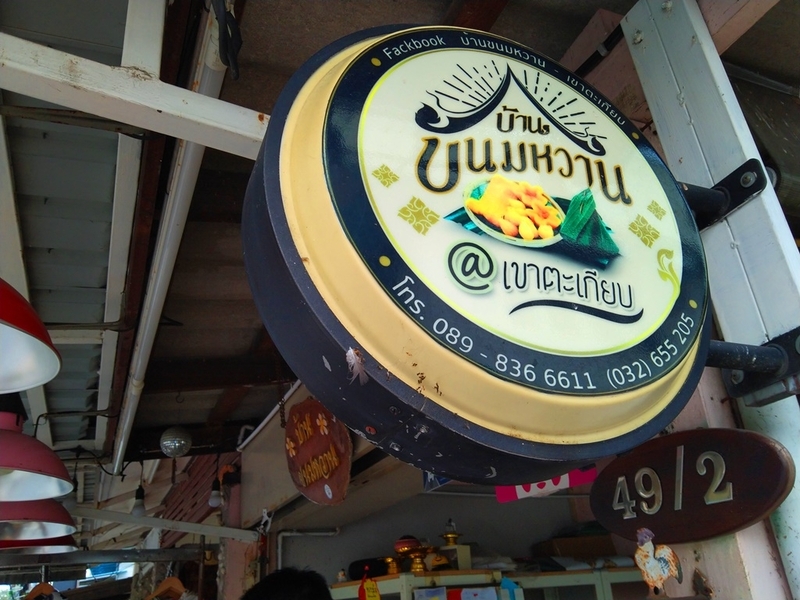 Fackbook บ้านขนมหวาน - เขาตะเกียบ
บ้าน
ขนมหวาน
@เขาตะเกียบ
โทร. 089 - 836 6611 (032) 655 205
49/2